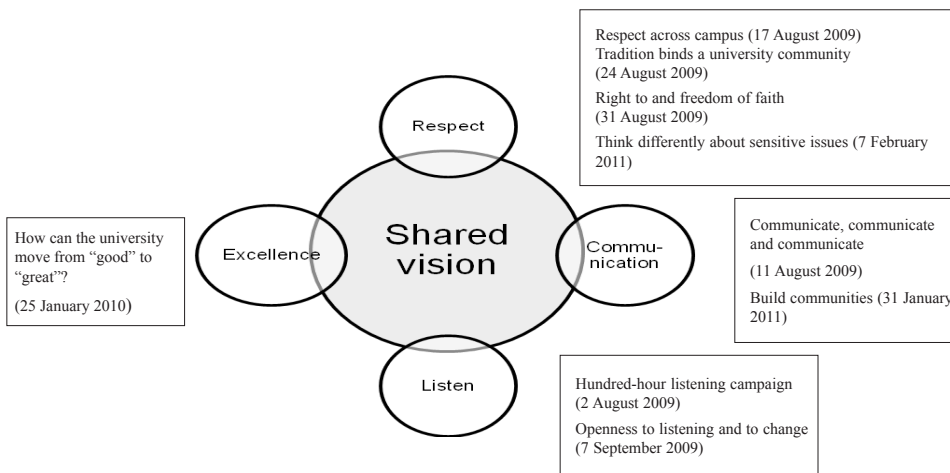 Respect across campus (17 August 2009)
Tradition binds a university community
(24 August 2009)
Right to and freedom of faith
(31 August 2009)
Think differently about sensitive issues (7 February
2011)
Respect
Shared
vision
Excellence
Commu-
nication
Listen
How can the university
move from “good” to
“great”?
(25 January 2010)
Communicate, communicate
and communicate
(11 August 2009)
Build communities (31 January
2011)
Hundred-hour listening campaign
(2 August 2009)
Openness to listening and to change
(7 September 2009)